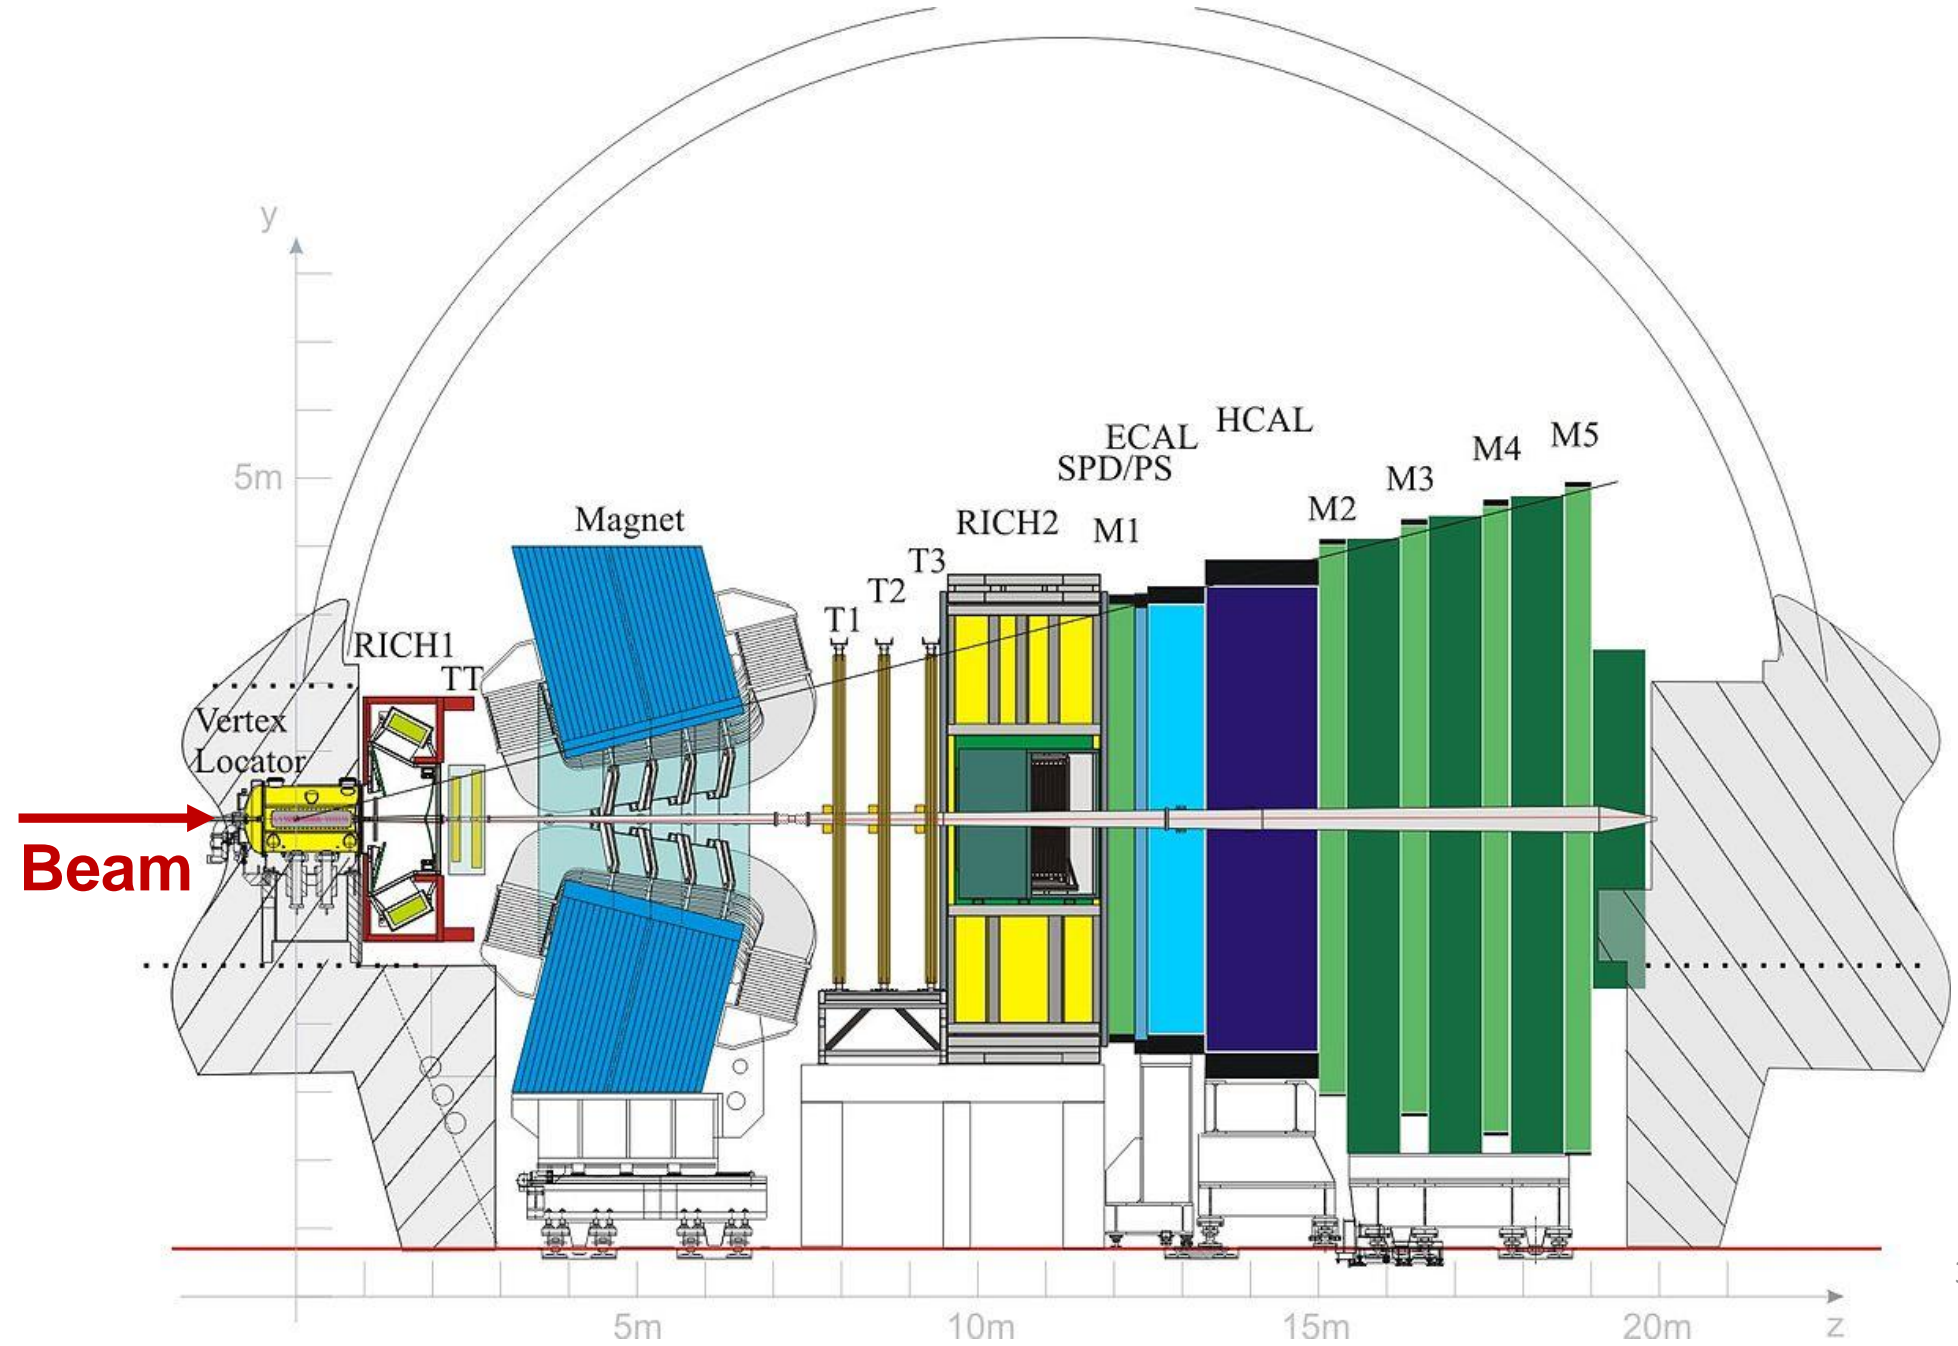 y
HCAL
ECAL
M5
M4
SPD/PS
M3
5m
M2
Magnet
RICH2
M1
T3
T2
T1
RICH1
TT
Vertex
Locator
Beam
5m
10m
15m
20m
z